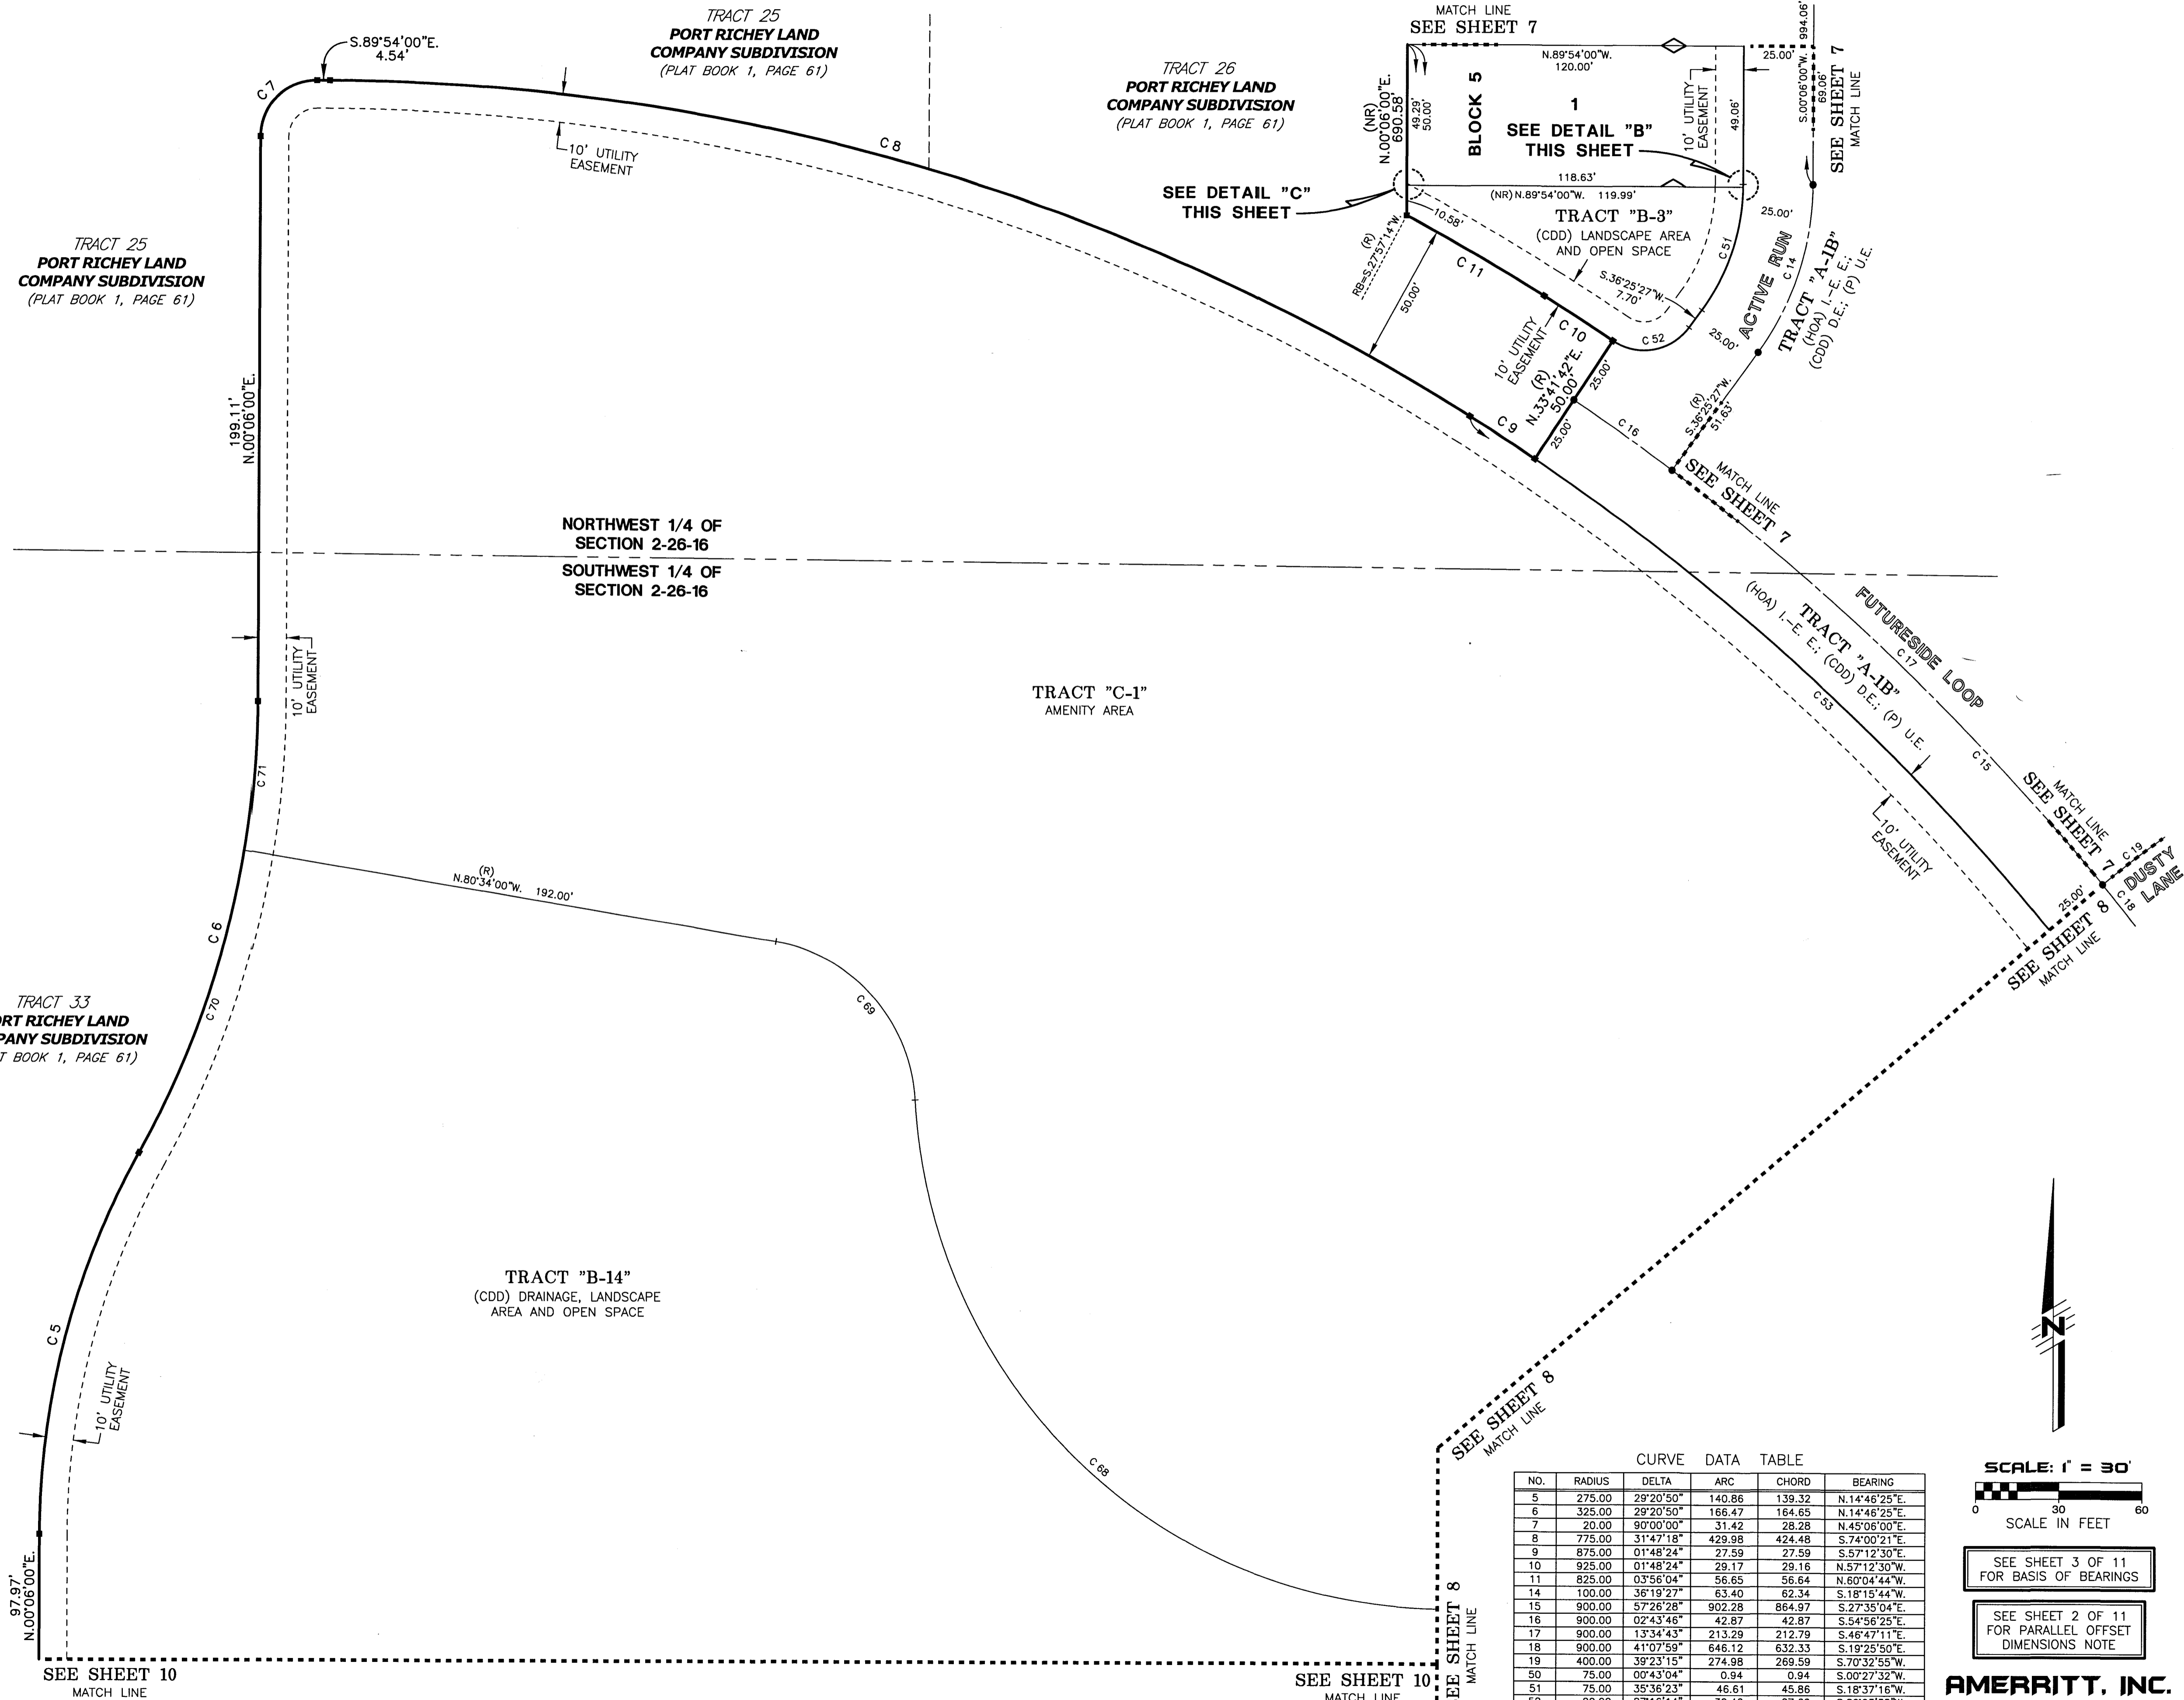 TRACT 25
PORT RICHEY LAND
COMPANY SUBDIVISION
(PLAT BOOK 1, PAGE 61)
S.89°54'00"E.
4.54'
C 7
10' UTILITY
EASEMENT
C 8
TRACT 26
PORT RICHEY LAND
COMPANY SUBDIVISION
(PLAT BOOK 1, PAGE 61)
MATCH LINE
SEE SHEET 7
N.89°54'00"W.
120.00'
(NR)
N.00°06'00"E.
690.58'
49.29'
50.00'
BLOCK 5
1
10' UTILITY
EASEMENT
49.06'
25.00'
S.00°06'00"W. 994.06'
69.06'
SEE SHEET 7
MATCH LINE
SEE DETAIL "B"
THIS SHEET
SEE DETAIL "C"
THIS SHEET
118.63'
(NR) N.89°54'00"W. 119.99'
TRACT "B-3"
(CDD) LANDSCAPE AREA
AND OPEN SPACE
10.58'
(R)
RB=S.27°57'14"W.
C 11
50.00'
S.36°25'27"W.
7.70'
C 51
25.00'
ACTIVE RUN
C 14
TRACT "A-1B"
(HOA) I.-E. E.;
(CDD) D.E.; (P) U.E.
C 10
C 52
25.00'
10' UTILITY
EASEMENT
(R)
N.33°41'42"E.
50.00'
25.00'
25.00'
C 9
C 16
(R)
S.36°25'27"W.
51.63'
MATCH LINE
SEE SHEET 7
TRACT 25
PORT RICHEY LAND
COMPANY SUBDIVISION
(PLAT BOOK 1, PAGE 61)
199.11'
N.00°06'00"E.
NORTHWEST 1/4 OF
SECTION 2-26-16
SOUTHWEST 1/4 OF
SECTION 2-26-16
10' UTILITY
EASEMENT
TRACT "C-1"
AMENITY AREA
FUTURESIDE LOOP
C 17
TRACT "A-1B"
(HOA) I.-E. E.; (CDD) D.E.; (P) U.E.
C 53
C 15
MATCH LINE
SEE SHEET 7
C 19
DUSTY
LANE
C 18
25.00'
SEE SHEET 8
MATCH LINE
10' UTILITY
EASEMENT
C 71
(R)
N.80°34'00"W. 192.00'
C 6
C 70
C 69
TRACT 33
ORT RICHEY LAND
PANY SUBDIVISION
T BOOK 1, PAGE 61)
TRACT "B-14"
(CDD) DRAINAGE, LANDSCAPE
AREA AND OPEN SPACE
C 5
10' UTILITY
EASEMENT
C 68
97.97'
N.00°06'00"E.
SEE SHEET 10
MATCH LINE
SEE SHEET 10
MATCH LINE
SEE SHEET 8
MATCH LINE
EE SHEET 8
MATCH LINE
N
CURVE DATA TABLE
NO. RADIUS DELTA ARC CHORD BEARING
5 275.00 29°20'50" 140.86 139.32 N.14°46'25"E.
6 325.00 29°20'50" 166.47 164.65 N.14°46'25"E.
7 20.00 90°00'00" 31.42 28.28 N.45°06'00"E.
8 775.00 31°47'18" 429.98 424.48 S.74°00'21"E.
9 875.00 01°48'24" 27.59 27.59 S.57°12'30"E.
10 925.00 01°48'24" 29.17 29.16 N.57°12'30"W.
11 825.00 03°56'04" 56.65 56.64 N.60°04'44"W.
14 100.00 36°19'27" 63.40 62.34 S.18°15'44"W.
15 900.00 57°26'28" 902.28 864.97 S.27°35'04"E.
16 900.00 02°43'46" 42.87 42.87 S.54°56'25"E.
17 900.00 13°34'43" 213.29 212.79 S.46°47'11"E.
18 900.00 41°07'59" 646.12 632.33 S.19°25'50"E.
19 400.00 39°23'15" 274.98 269.59 S.70°32'55"W.
50 75.00 00°43'04" 0.94 0.94 S.00°27'32"W.
51 75.00 35°36'23" 46.61 45.86 S.18°37'16"W.
SCALE: 1" = 30'
0 30 60
SCALE IN FEET
SEE SHEET 3 OF 11
FOR BASIS OF BEARINGS
SEE SHEET 2 OF 11
FOR PARALLEL OFFSET
DIMENSIONS NOTE
AMERRITT, INC.